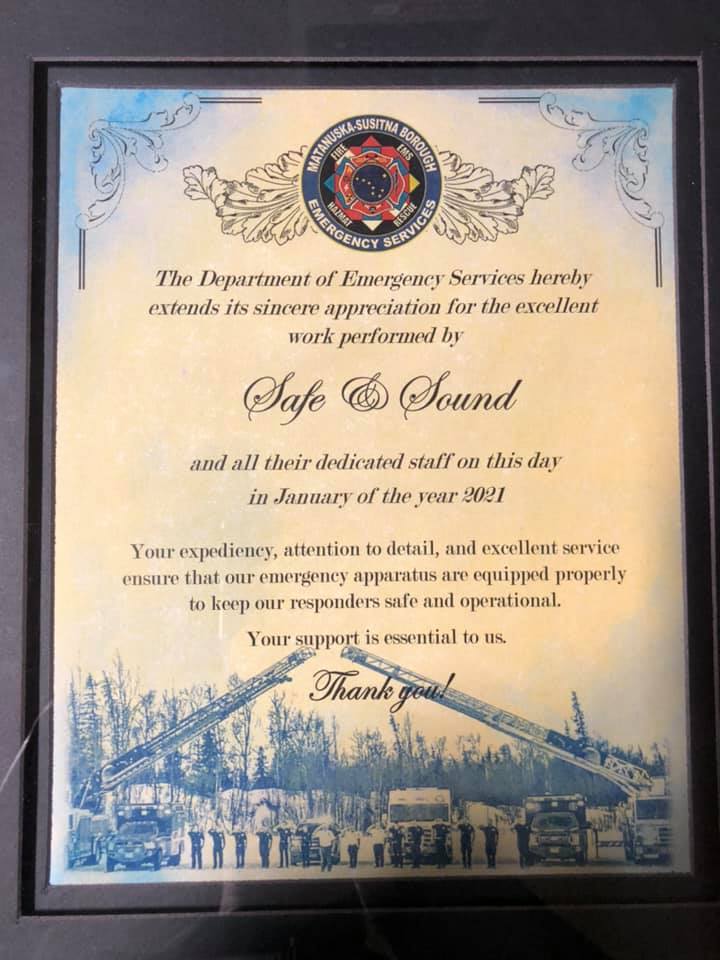 MATANUSKA-SUSITNA BOROUGH
FIRE EMS
HAZMAT RESCUE
EMERGENCY SERVICES
The Department of Emergency Services hereby
extends its sincere appreciation for the excellent
work performed by
Safe & Sound
and all their dedicated staff on this day
in January of the year 2021
Your expediency, attention to detail, and excellent service
ensure that our emergency apparatus are equipped properly
to keep our responders safe and operational.
Your support is essential to us.
Thank you!